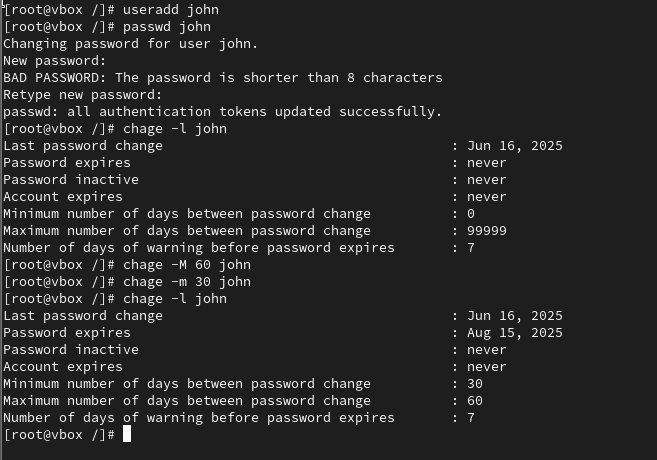 [root@vbox /]# useradd john
[root@vbox /]# passwd john
Changing password for user john.
New password:
BAD PASSWORD: The password is shorter than 8 characters
Retype new password:
passwd: all authentication tokens updated successfully.
[root@vbox /]# chage -l john
Last password change : Jun 16, 2025
Password expires : never
Password inactive : never
Account expires : never
Minimum number of days between password change : 0
Maximum number of days between password change : 99999
Number of days of warning before password expires : 7
[root@vbox /]# chage -M 60 john
[root@vbox /]# chage -m 30 john
[root@vbox /]# chage -l john
Last password change : Jun 16, 2025
Password expires : Aug 15, 2025
Password inactive : never
Account expires : never
Minimum number of days between password change : 30
Maximum number of days between password change : 60
Number of days of warning before password expires : 7
[root@vbox /]#